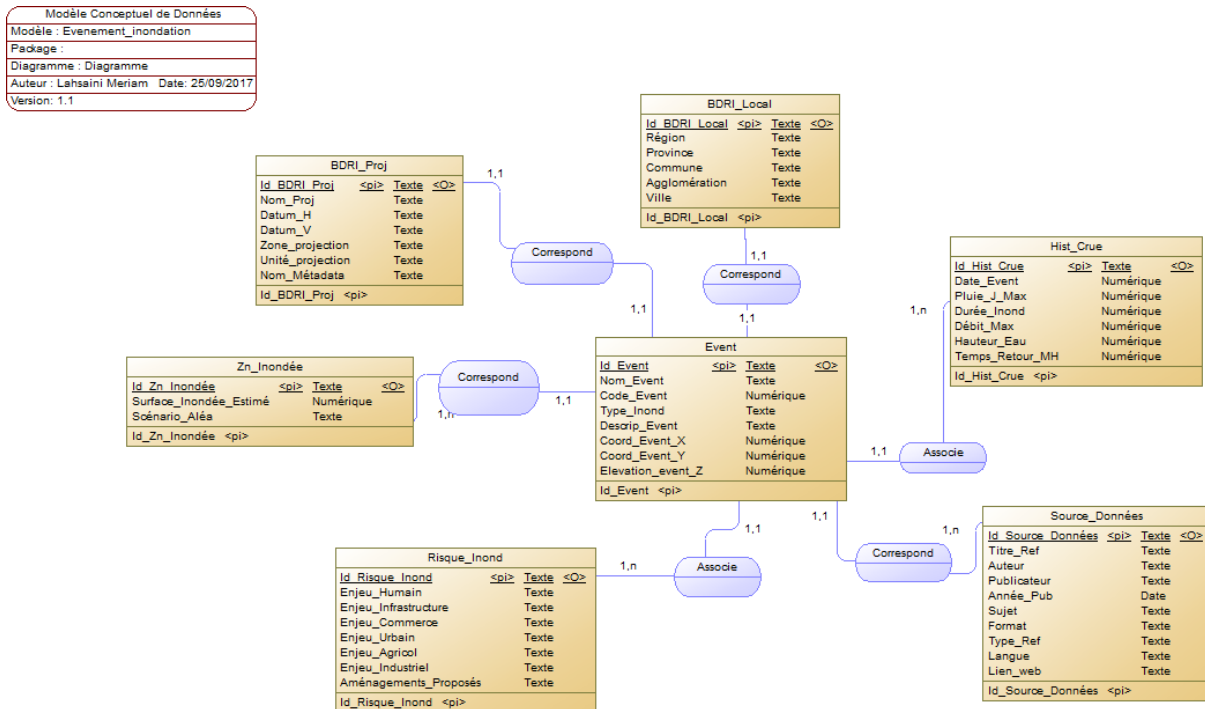 Modèle Conceptuel de Données
Modèle : Evenement_inondation
Package :
Diagramme : Diagramme
Auteur : Lahsaini Meriam Date: 25/09/2017
Version: 1.1
BDRI_Local
Id_BDRI_Local <pi> Texte <O>
Région Texte
Province Texte
Commune Texte
Agglomération Texte
Ville Texte
Id_BDRI_Local <pi>
BDRI_Proj
Id_BDRI_Proj <pi> Texte <O>
Nom_Proj Texte
Datum_H Texte
Datum_V Texte
Zone_projection Texte
Unité_projection Texte
Nom_Métadata Texte
Id_BDRI_Proj <pi>
1,1
Correspond
1,1
1,1
Correspond
1,1
Hist_Crue
Id_Hist_Crue <pi> Texte <O>
Date_Event Numérique
Pluie_J_Max Numérique
Durée_Inond Numérique
Débit_Max Numérique
Hauteur_Eau Numérique
Temps_Retour_MH Numérique
Id_Hist_Crue <pi>
1,n
Associe
1,1
Zn_Inondée
Id_Zn_Inondée <pi> Texte <O>
Surface_Inondée_Estimé Numérique
Scénario_Aléa Texte
Id_Zn_Inondée <pi>
1,n
Correspond
1,1
Event
Id_Event <pi> Texte <O>
Nom_Event Texte
Code_Event Numérique
Type_Inond Texte
Descrip_Event Texte
Coord_Event_X Numérique
Coord_Event_Y Numérique
Elevation_event_Z Numérique
Id_Event <pi>
1,1
Associe
1,n
1,1
Correspond
1,n
Risque_Inond
Id_Risque_Inond <pi> Texte <O>
Enjeu_Humain Texte
Enjeu_Infrastructure Texte
Enjeu_Commerce Texte
Enjeu_Urbain Texte
Enjeu_Agricol Texte
Enjeu_Industriel Texte
Aménagements_Proposés Texte
Id_Risque_Inond <pi>
Source_Données
Id_Source_Données <pi> Texte <O>
Titre_Ref Texte
Auteur Texte
Publicateur Texte
Année_Pub Date
Sujet Texte
Format Texte
Type_Ref Texte
Langue Texte
Lien_web Texte
Id_Source_Données <pi>